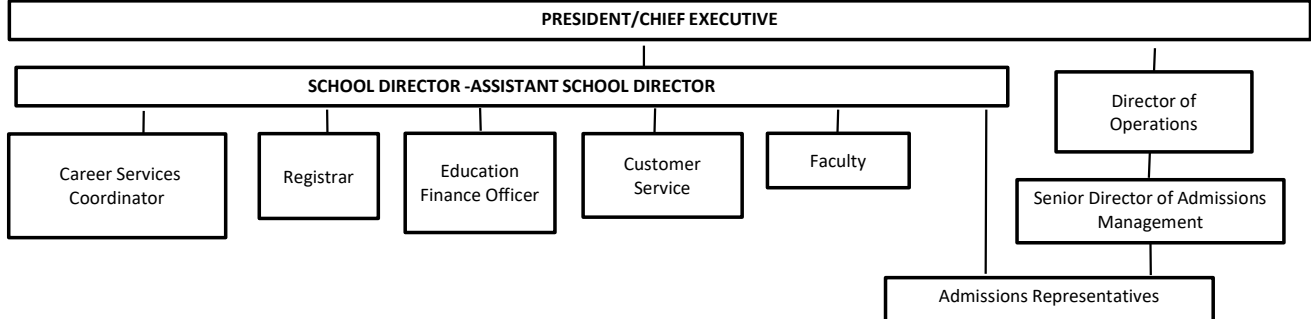 PRESIDENT/CHIEF EXECUTIVE
SCHOOL DIRECTOR -ASSISTANT SCHOOL DIRECTOR
Director of
Operations
Career Services
Coordinator
Registrar
Education
Finance Officer
Customer
Service
Faculty
Senior Director of Admissions
Management
Admissions Representatives